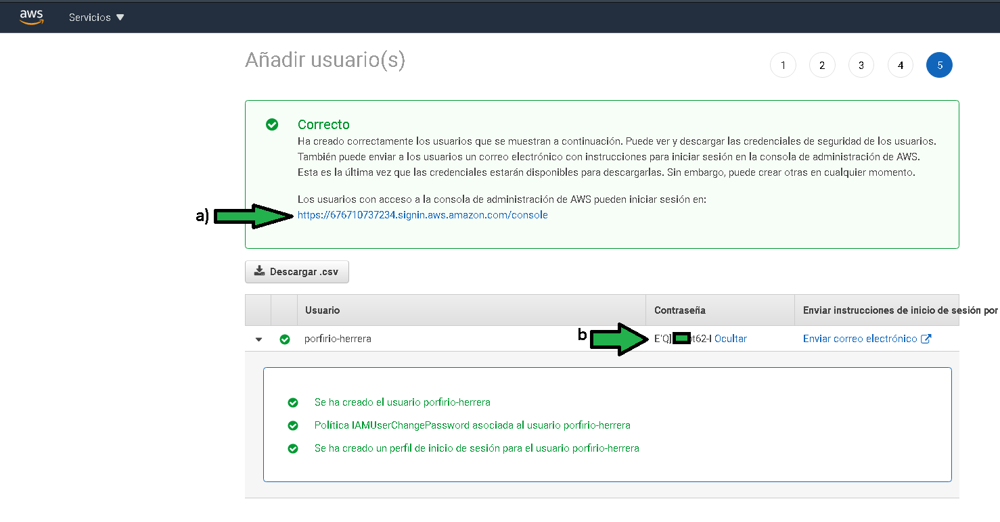 aws
Servicios
Añadir usuario(s)
1 2 3 4 5
Correcto
Ha creado correctamente los usuarios que se muestran a continuación. Puede ver y descargar las credenciales de seguridad de los usuarios.
También puede enviar a los usuarios un correo electrónico con instrucciones para iniciar sesión en la consola de administración de AWS.
Esta es la última vez que las credenciales estarán disponibles para descargarlas. Sin embargo, puede crear otras en cualquier momento.
Los usuarios con acceso a la consola de administración de AWS pueden iniciar sesión en:
a) https://676710737234.signin.aws.amazon.com/console
Descargar .csv
Usuario Contraseña Enviar instrucciones de inicio de sesión por
porfirio-herrera b Ocultar Enviar correo electrónico
Se ha creado el usuario porfirio-herrera
Política IAMUserChangePassword asociada al usuario porfirio-herrera
Se ha creado un perfil de inicio de sesión para el usuario porfirio-herrera